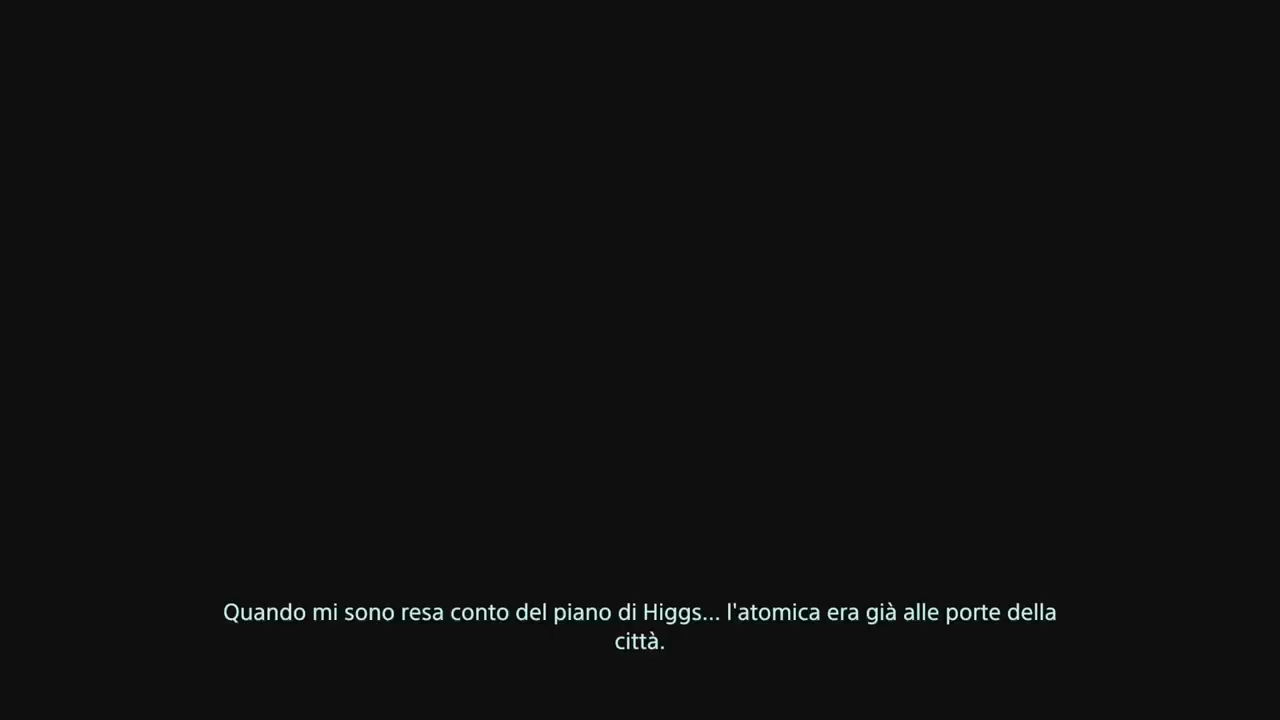 Quando mi sono resa conto del piano di Higgs... l'atomica era già alle porte della
città.